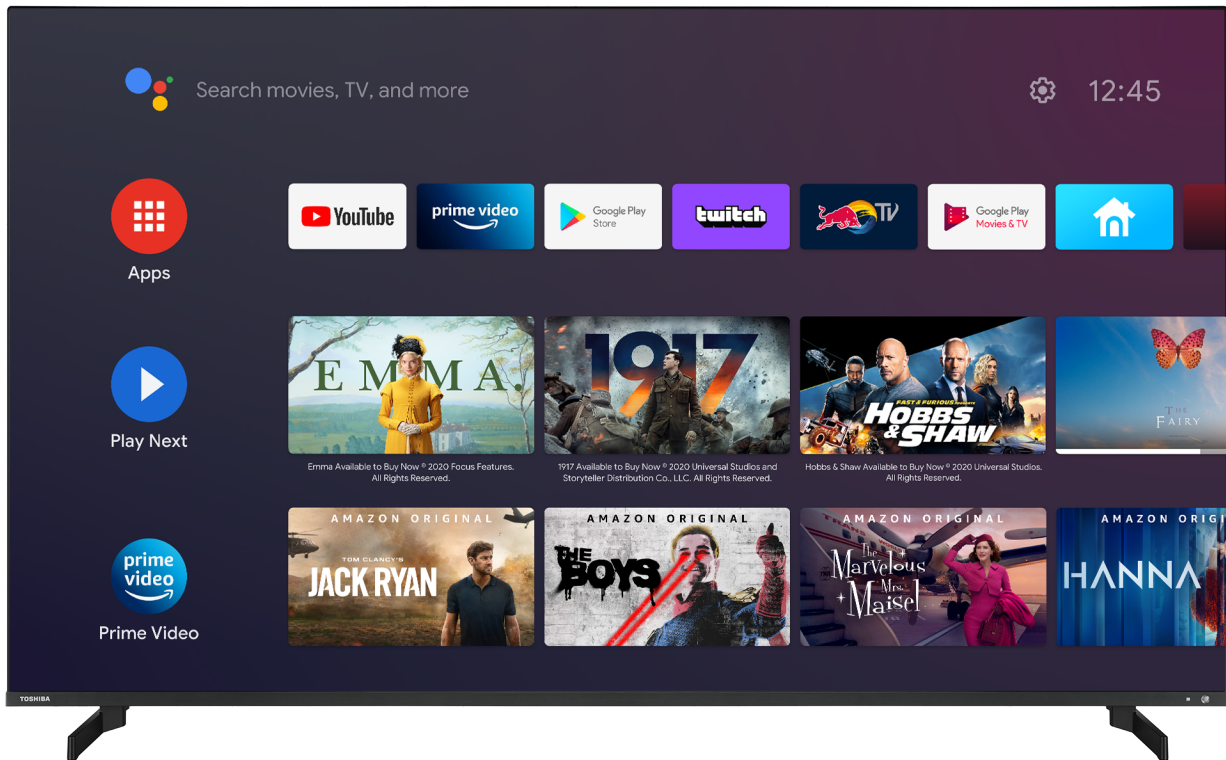 Search movies, TV, and more
12:45
YouTube
prime video
Google Play
Store
twitch
TV
Google Play
Movies & TV
Apps
EMMA.
1917
FAST & FURIOUS PRESENTS
HOBBS
& SHAW
THE
FAIRY
Play Next
Emma Available to Buy Now © 2020 Focus Features.
All Rights Reserved.
1917 Available to Buy Now © 2020 Universal Studios and
Storyteller Distribution Co., LLC. All Rights Reserved.
Hobbs & Shaw Available to Buy Now © 2020 Universal Studios.
All Rights Reserved.
AMAZON ORIGINAL
TOM CLANCY'S
JACK RYAN
AMAZON ORIGINAL
THE
BOYS
AMAZON ORIGINAL
The
Marvelous
Mrs.
Maisel
AMAZON ORIGI
HANNA
prime
video
Prime Video
TOSHIBA